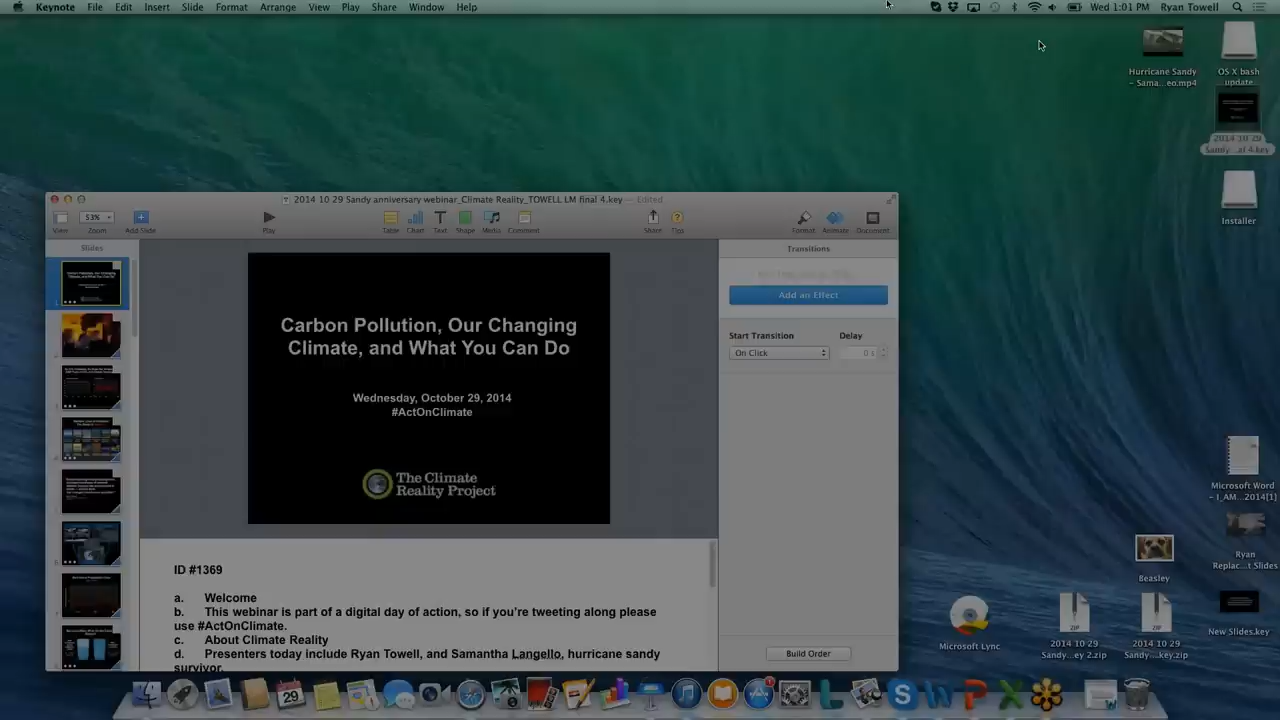 Keynote File Edit Insert Slide Format Arrange View Play Share Window Help
Wed 1:01 PM Ryan Towell
Hurricane Sandy
– Sama...eo.mp4
OS X bash
...update.
2014 10 29
Sandy ...al 4.key
Installer
2014 10 29 Sandy anniversary webinar_Climate Reality_TOWELL LM final 4.key — Edited
53%
View Zoom Add Slide Play Table Chart Text Shape Media Comment Share Tips Format Animate Document
Slides
Transitions
Add an Effect
Start Transition Delay
On Click 0 s
Build Order
Carbon Pollution, Our Changing
Climate, and What You Can Do
Wednesday, October 29, 2014
#ActOnClimate
The Climate
Reality Project
ID #1369
a. Welcome
b. This webinar is part of a digital day of action, so if you're tweeting along please
use #ActOnClimate.
c. About Climate Reality
d. Presenters today include Ryan Towell, and Samantha Langello, hurricane sandy
survivor.
Microsoft Word
– I_AM...2014[1]
Ryan
Replac...t Slides
Beasley
New Slides.key
Microsoft Lync
2014 10 29
Sandy...ey 2.zip
2014 10 29
Sandy...key.zip
29